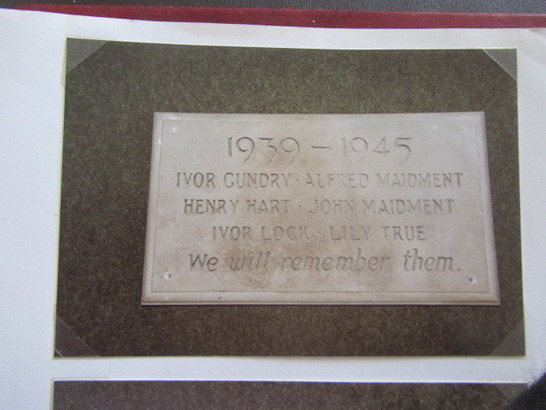 1939 - 1945
IVOR GUNDRY · ALFRED MAIDMENT
HENRY HART · JOHN MAIDMENT
IVOR LOCK · LILY TRUE
We will remember them.